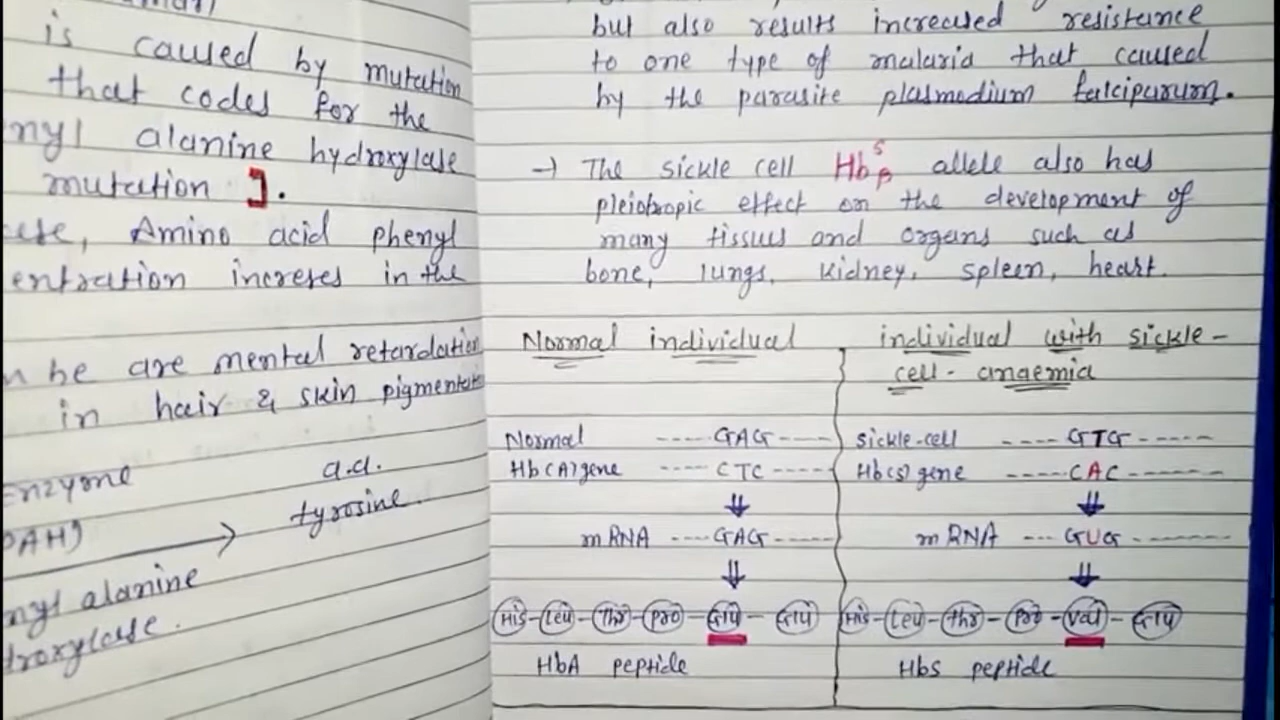 is caused by mutation
that codes for the
nyl alanine hydroxylase
mutation ].
Amino acid phenyl
entration increses in the
be are mental retardation
in hair & skin pigmentation
Enzyme
a.a.
tyrosine
PAH)
nyl alanine
droxylase.
but also results increased resistance
to one type of malaria that caused
by the parasite plasmodium falciparum.
→ The sickle cell Hbˢβ allele also has
pleiotropic effect on the development of
many tissues and organs such as
bone, lungs, kidney, spleen, heart.
Normal individual
individual with sickle-
cell-anaemia
Normal ----GAG----
Hb(A)gene ----CTC----
mRNA ----GAG----
His-Leu-Thr-Pro-Glu-Glu
HbA peptide
sickle-cell ----GTG-----
Hb(s)gene ----CAC------
mRNA ---GUG------
His-Leu-thr-Pro-Val-Glu
HbS peptide